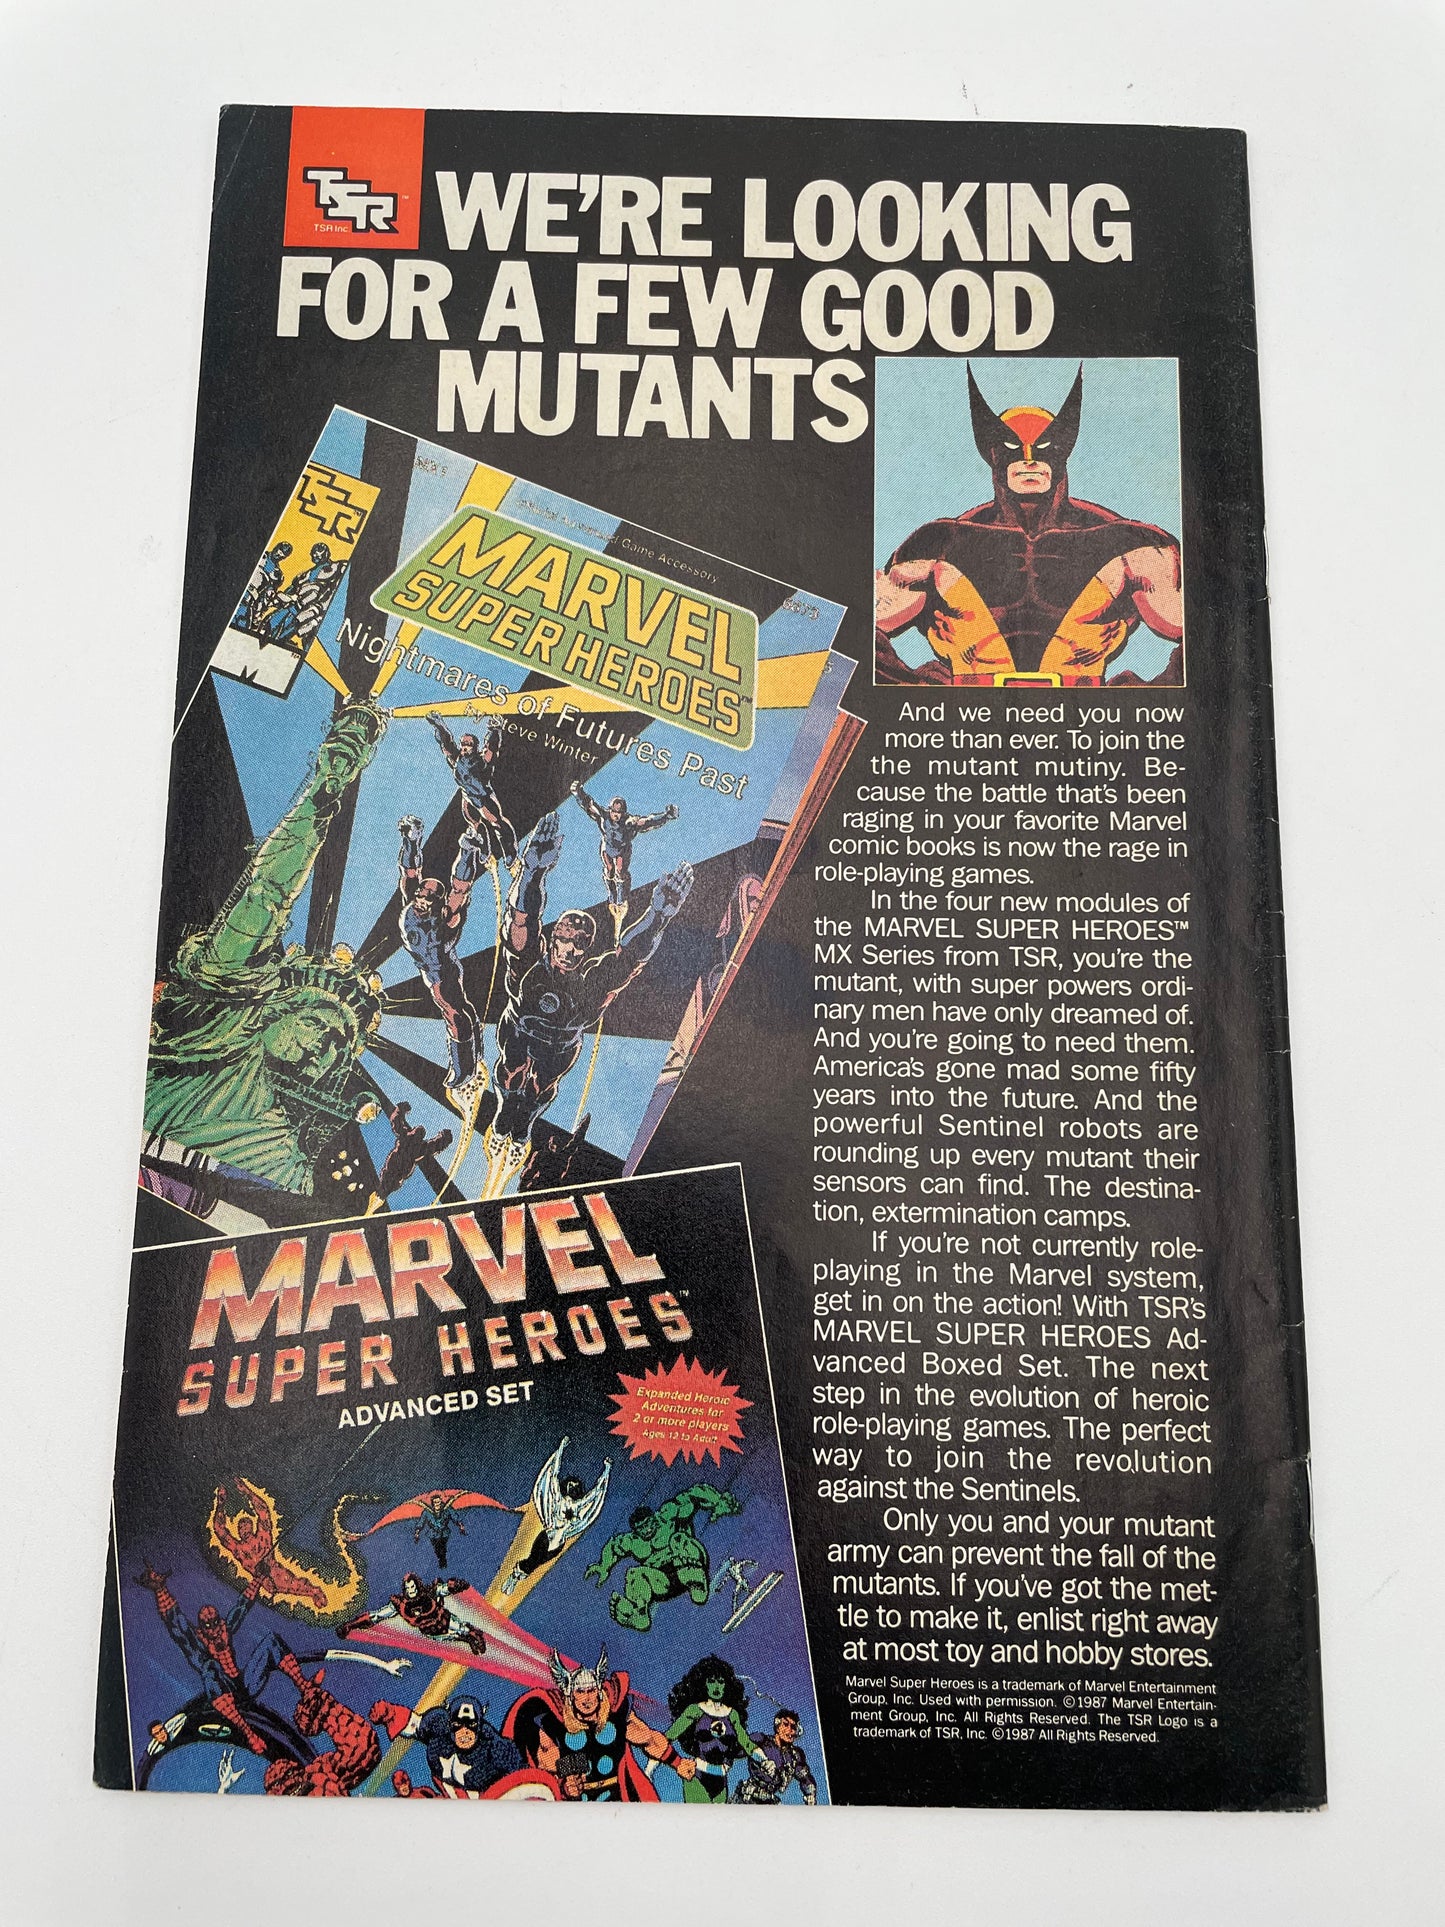 TSR™
TSR Inc.
WE'RE LOOKING
FOR A FEW GOOD
MUTANTS
TSR™
M
MX1
Official Advanced Game Accessory
MARVEL
SUPER HEROES™
Nightmares of Futures Past
by Steve Winter
And we need you now
more than ever. To join the
the mutant mutiny. Be-
cause the battle that's been
raging in your favorite Marvel
comic books is now the rage in
role-playing games.
In the four new modules of
the MARVEL SUPER HEROES™
MX Series from TSR, you're the
mutant, with super powers ordi-
nary men have only dreamed of.
And you're going to need them.
America's gone mad some fifty
years into the future. And the
powerful Sentinel robots are
rounding up every mutant their
sensors can find. The destina-
tion, extermination camps.
If you're not currently role-
playing in the Marvel system,
get in on the action! With TSR's
MARVEL SUPER HEROES Ad-
vanced Boxed Set. The next
step in the evolution of heroic
role-playing games. The perfect
way to join the revolution
against the Sentinels.
Only you and your mutant
army can prevent the fall of the
mutants. If you've got the met-
tle to make it, enlist right away
at most toy and hobby stores.
Marvel Super Heroes is a trademark of Marvel Entertainment
Group, Inc. Used with permission. ©1987 Marvel Entertain-
ment Group, Inc. All Rights Reserved. The TSR Logo is a
trademark of TSR, Inc. ©1987 All Rights Reserved.
MARVEL
SUPER HEROES™
ADVANCED SET
Expanded Heroic
Adventures for
2 or more players
Ages 12 to Adult
A
4